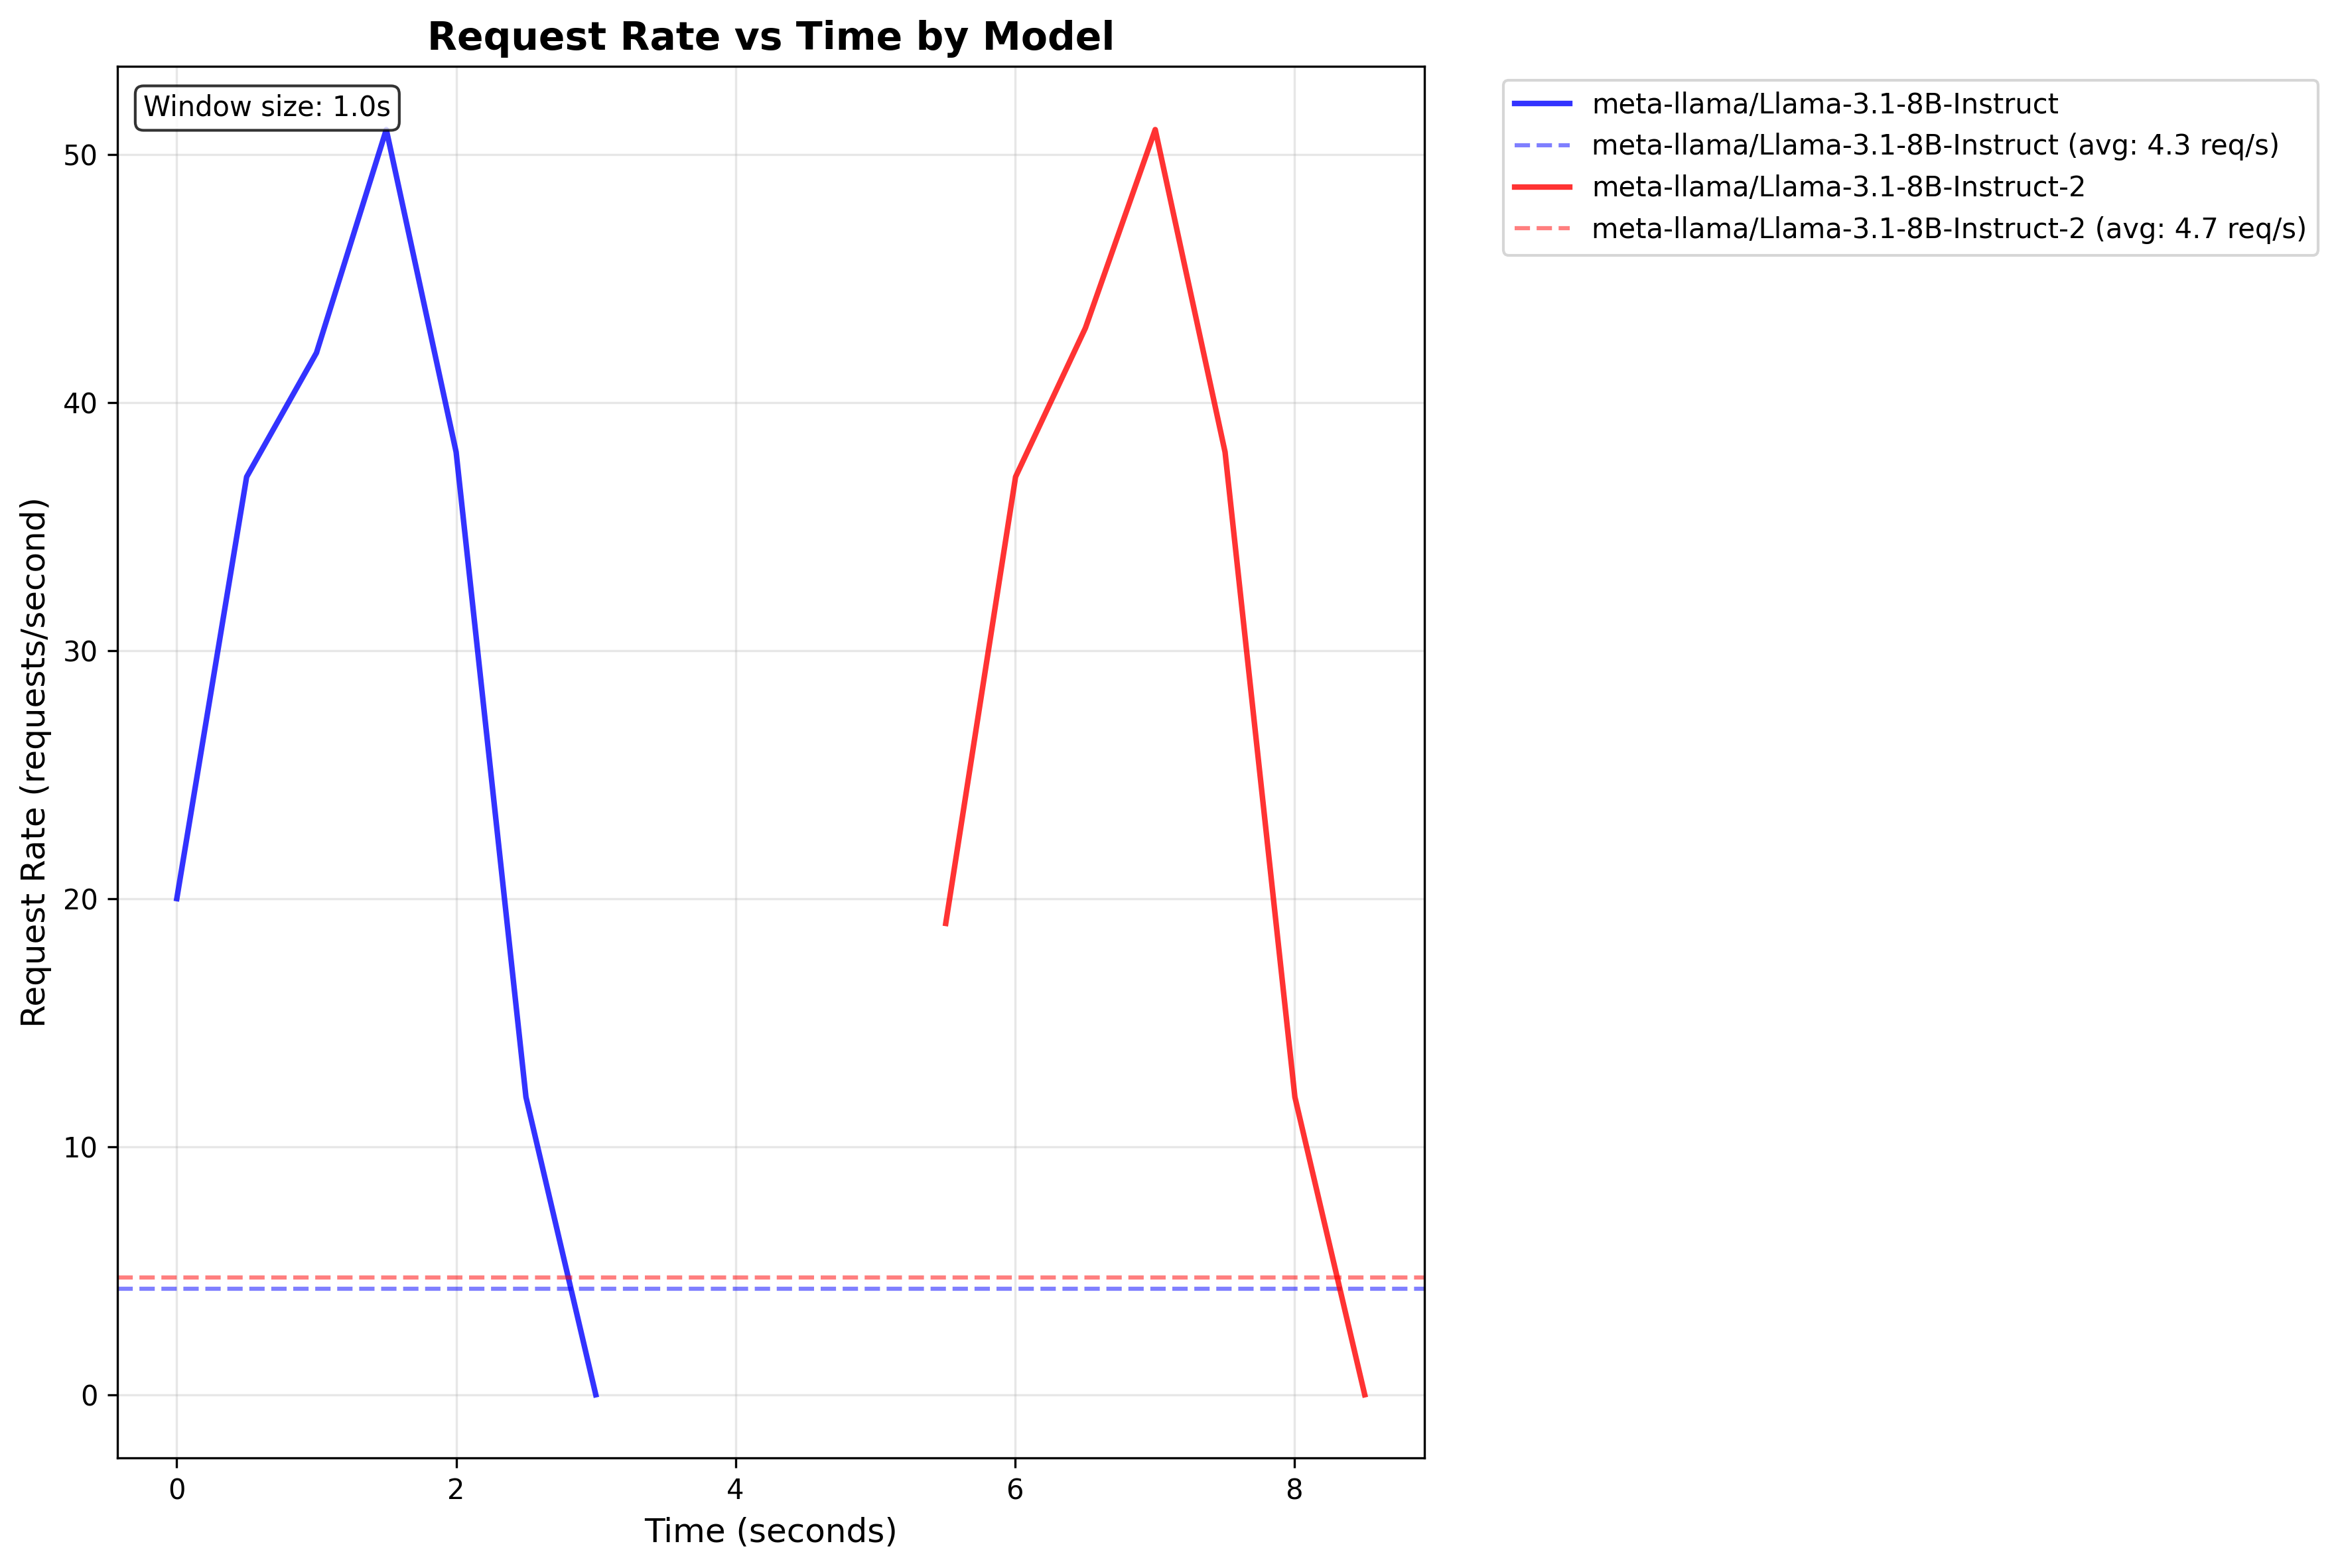 Request Rate vs Time by Model
Window size: 1.0s
meta-llama/Llama-3.1-8B-Instruct
meta-llama/Llama-3.1-8B-Instruct (avg: 4.3 req/s)
meta-llama/Llama-3.1-8B-Instruct-2
meta-llama/Llama-3.1-8B-Instruct-2 (avg: 4.7 req/s)
Request Rate (requests/second)
50
40
30
20
10
0
0 2 4 6 8
Time (seconds)